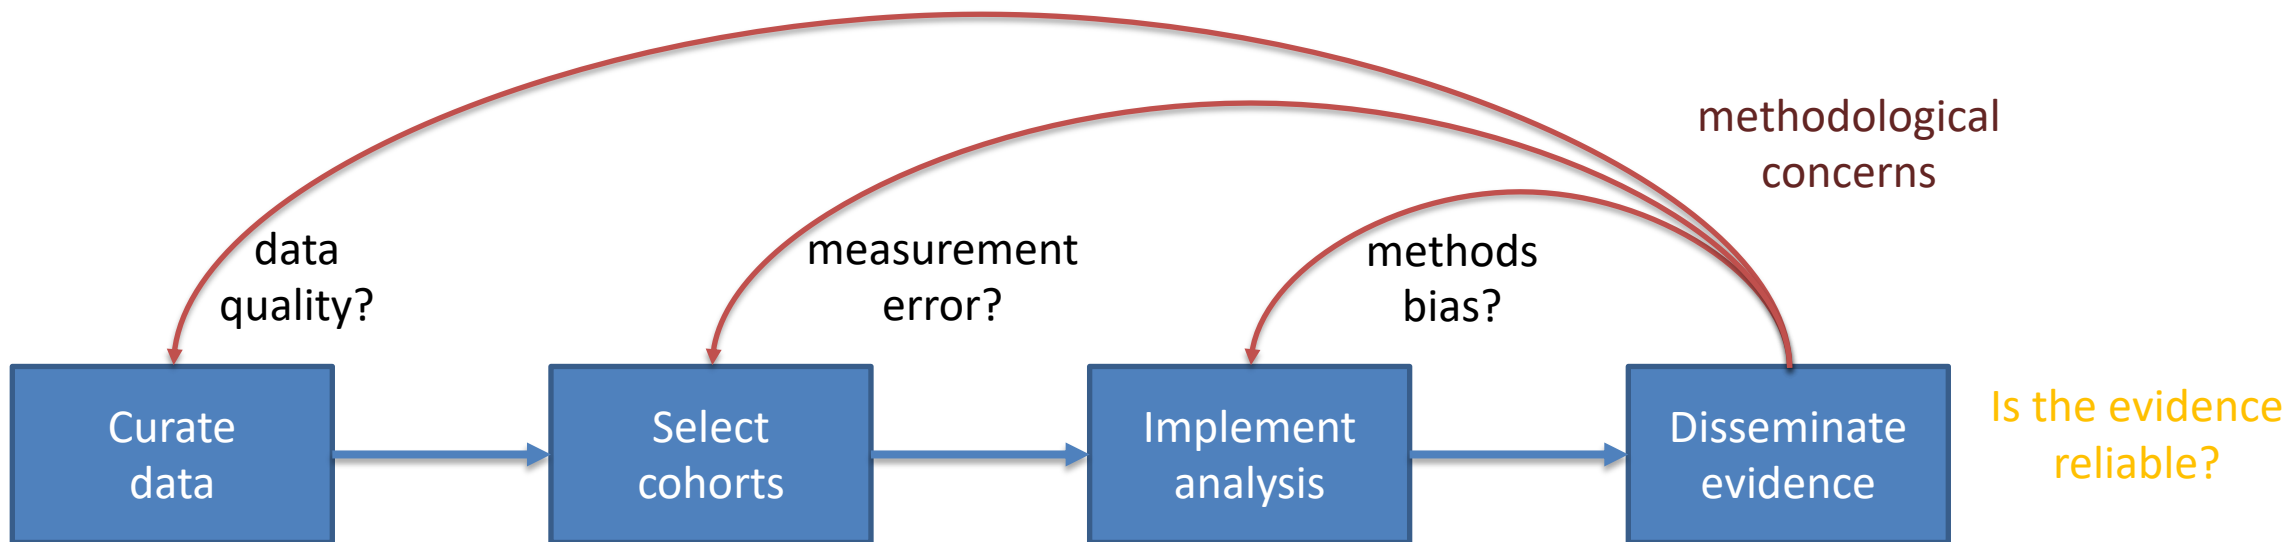 methodological
concerns
data
quality?
measurement
error?
methods
bias?
Curate
data
Select
cohorts
Implement
analysis
Disseminate
evidence
Is the evidence
reliable?